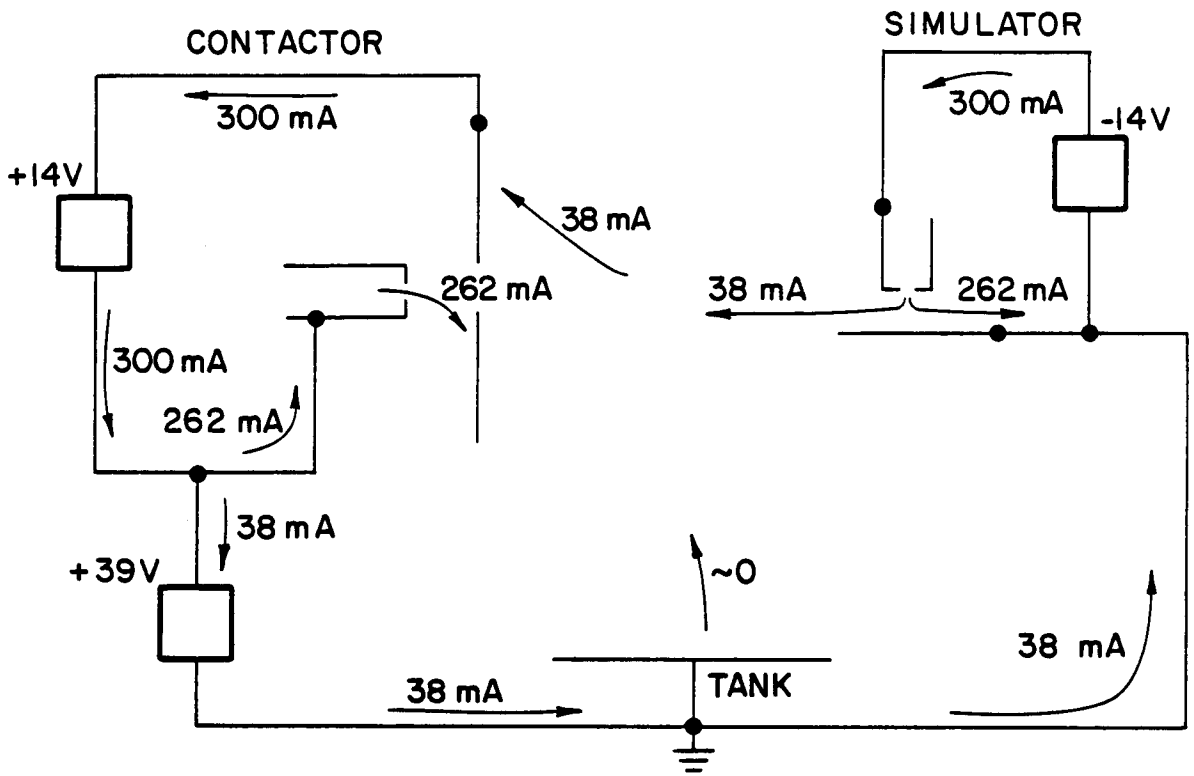 CONTACTOR
SIMULATOR
300 mA
300 mA
+14V
-14V
38 mA
262 mA
38 mA
262 mA
300 mA
262 mA
38 mA
+39V
~0
38 mA
38 mA
TANK